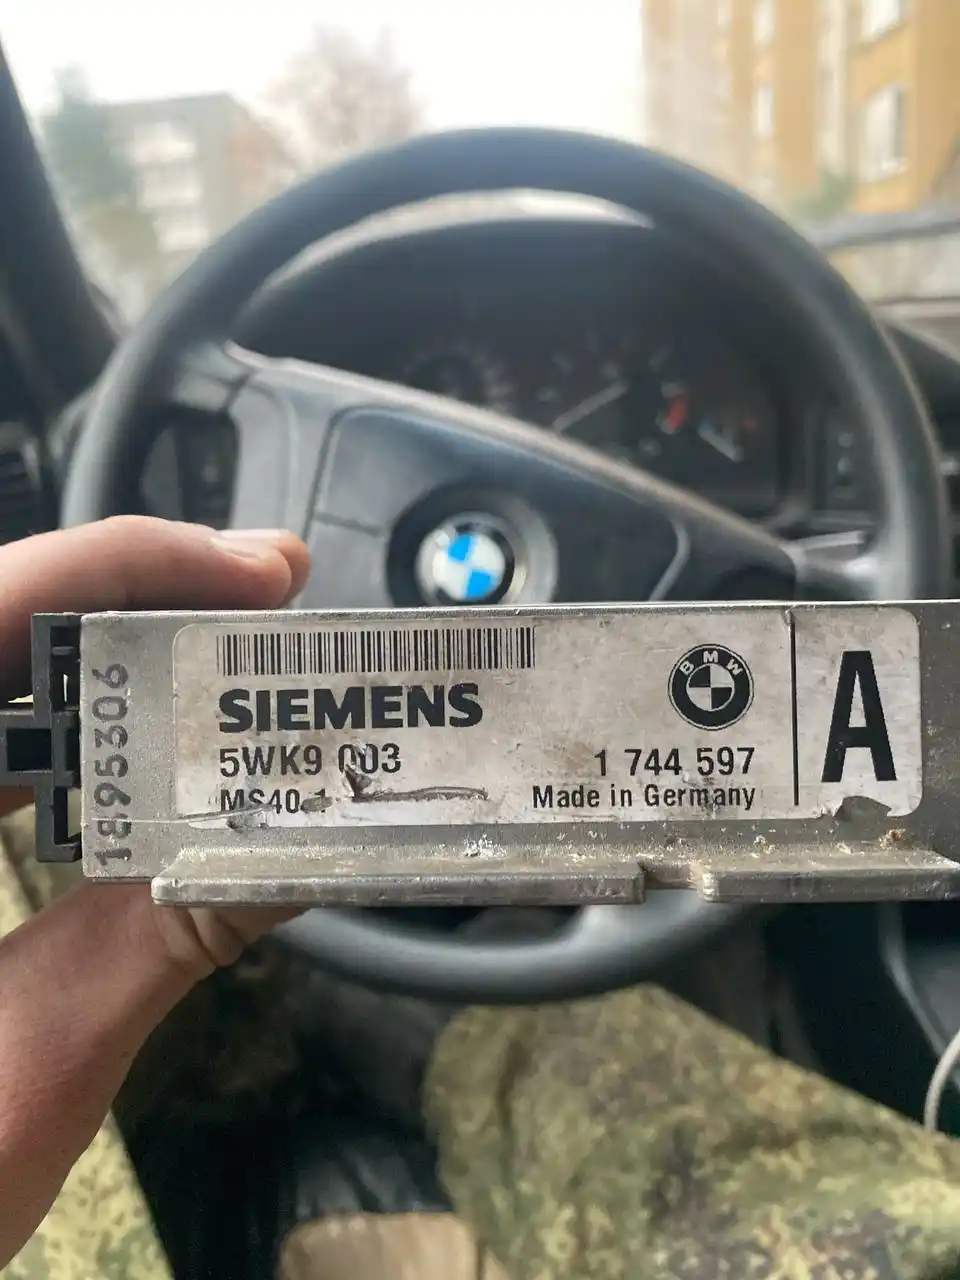 1895306
SIEMENS
5WK9 003
MS40.1
BMW
1 744 597
Made in Germany
A